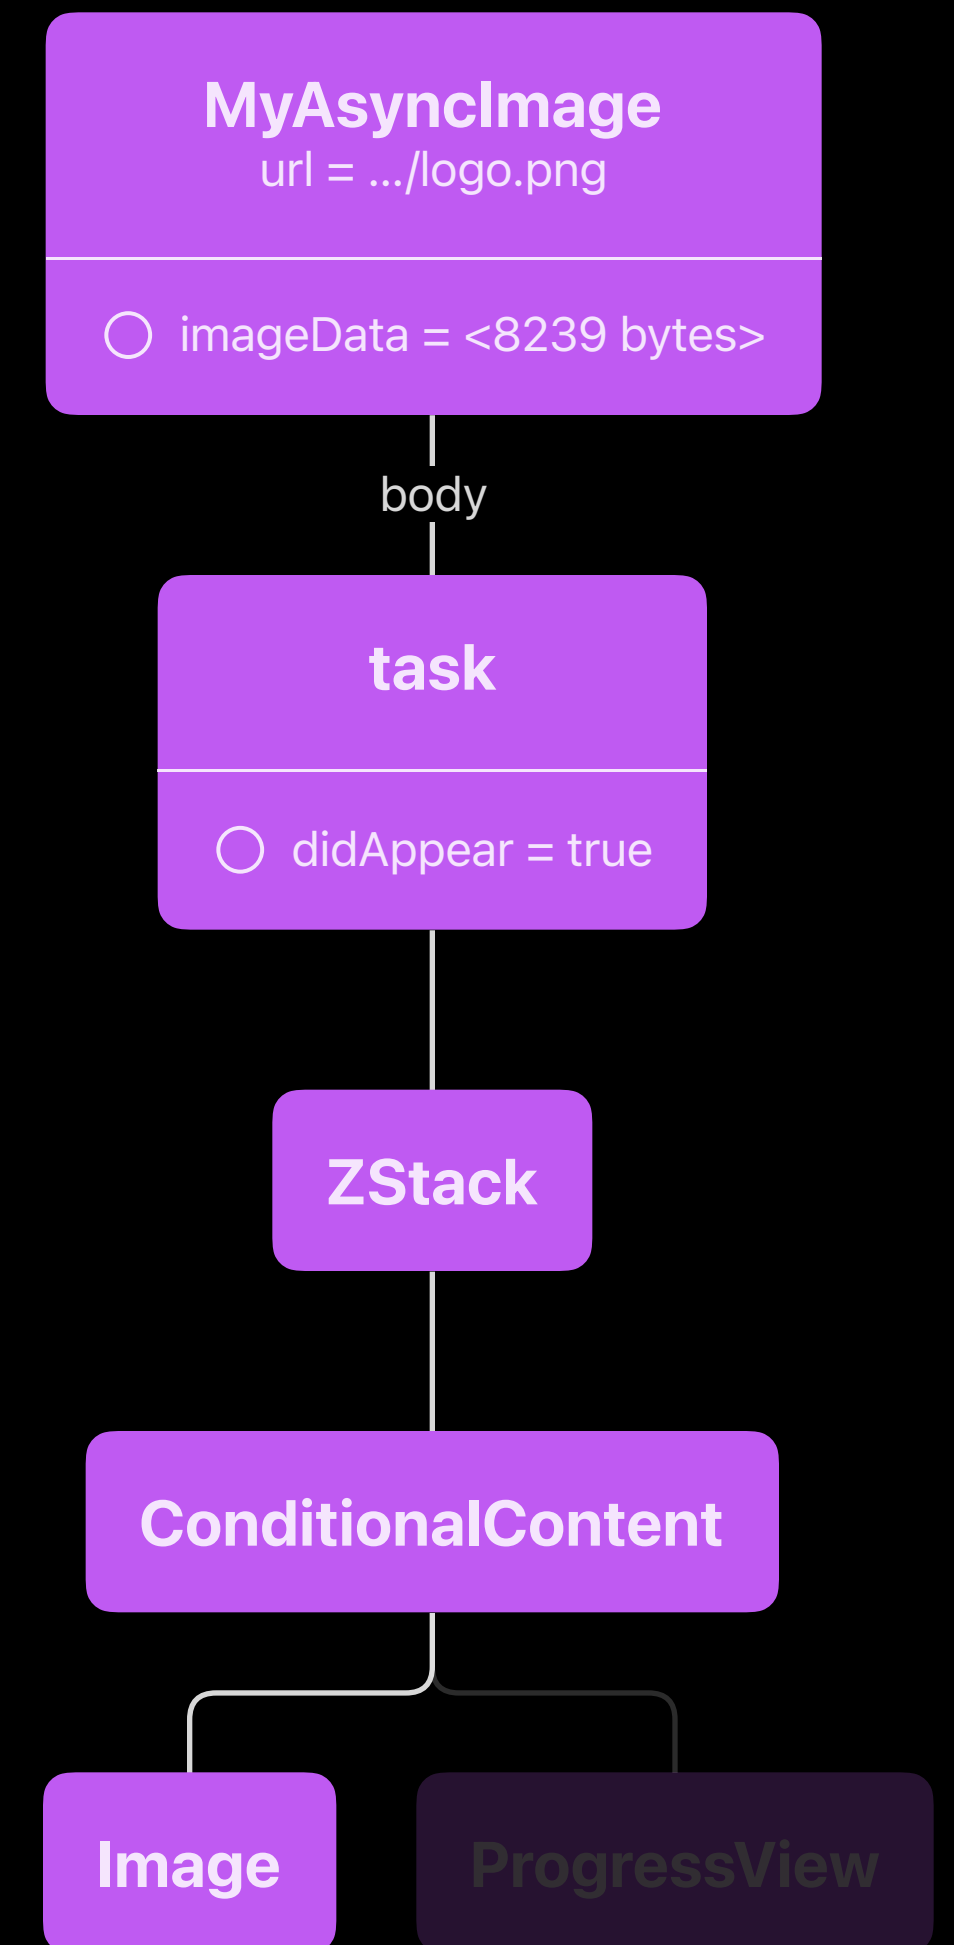 MyAsyncImage
url = .../logo.png
imageData = <8239 bytes>
body
task
didAppear = true
ZStack
ConditionalContent
Image
ProgressView